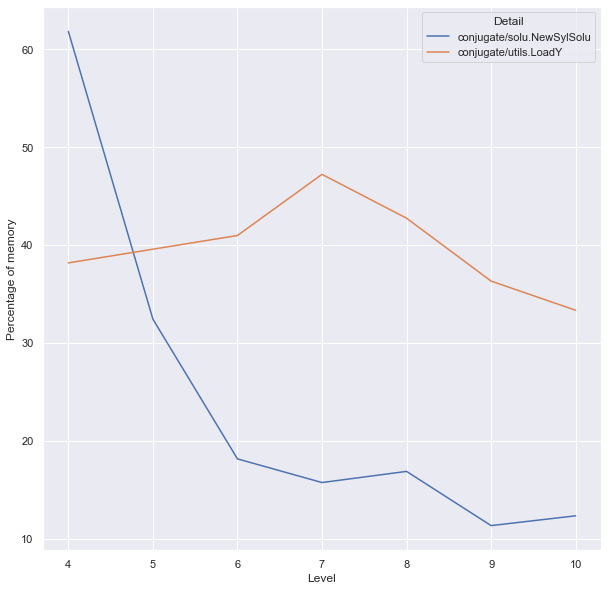 Detail
conjugate/solu.NewSylSolu
conjugate/utils.LoadY
Percentage of memory
60
50
40
30
20
10
4 5 6 7 8 9 10
Level